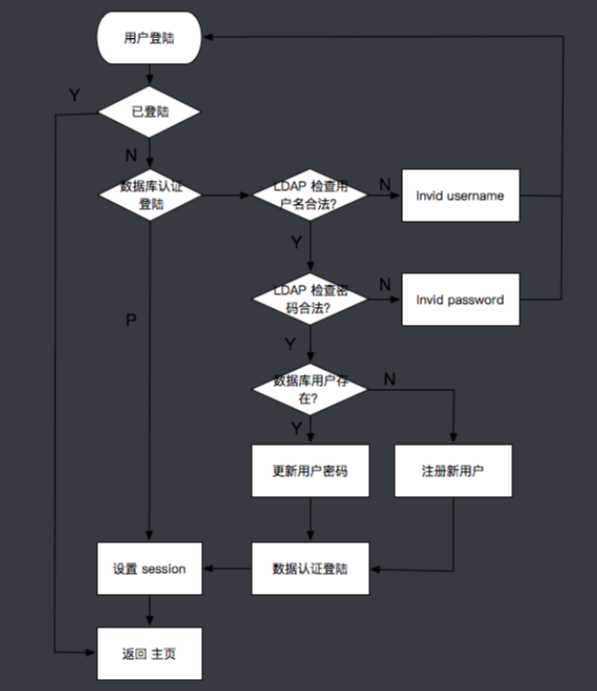 用户登陆
Y
已登陆
N
数据库认证
登陆
LDAP 检查用
户名合法?
N
Invid username
Y
LDAP 检查密
码合法?
N
Invid password
P
Y
数据库用户存
在?
N
Y
更新用户密码
注册新用户
设置 session
数据认证登陆
返回 主页